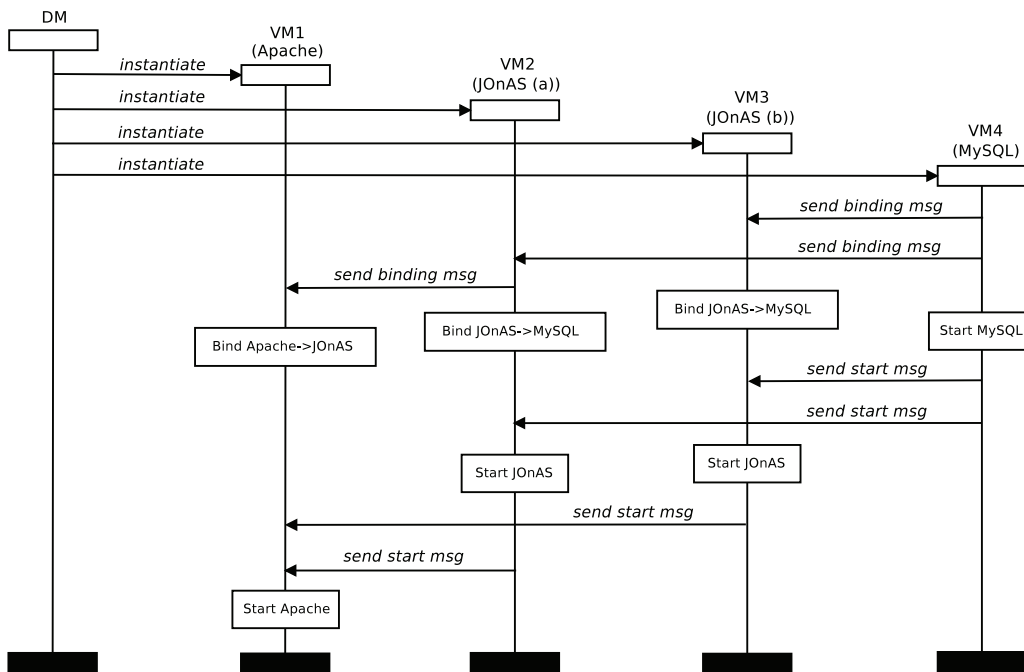 DM
VM1
(Apache)
VM2
(JOnAS (a))
VM3
(JOnAS (b))
VM4
(MySQL)
instantiate
instantiate
instantiate
instantiate
send binding msg
send binding msg
send binding msg
Bind JOnAS->MySQL
Bind JOnAS->MySQL
Start MySQL
Bind Apache->JOnAS
send start msg
send start msg
Start JOnAS
Start JOnAS
send start msg
send start msg
Start Apache